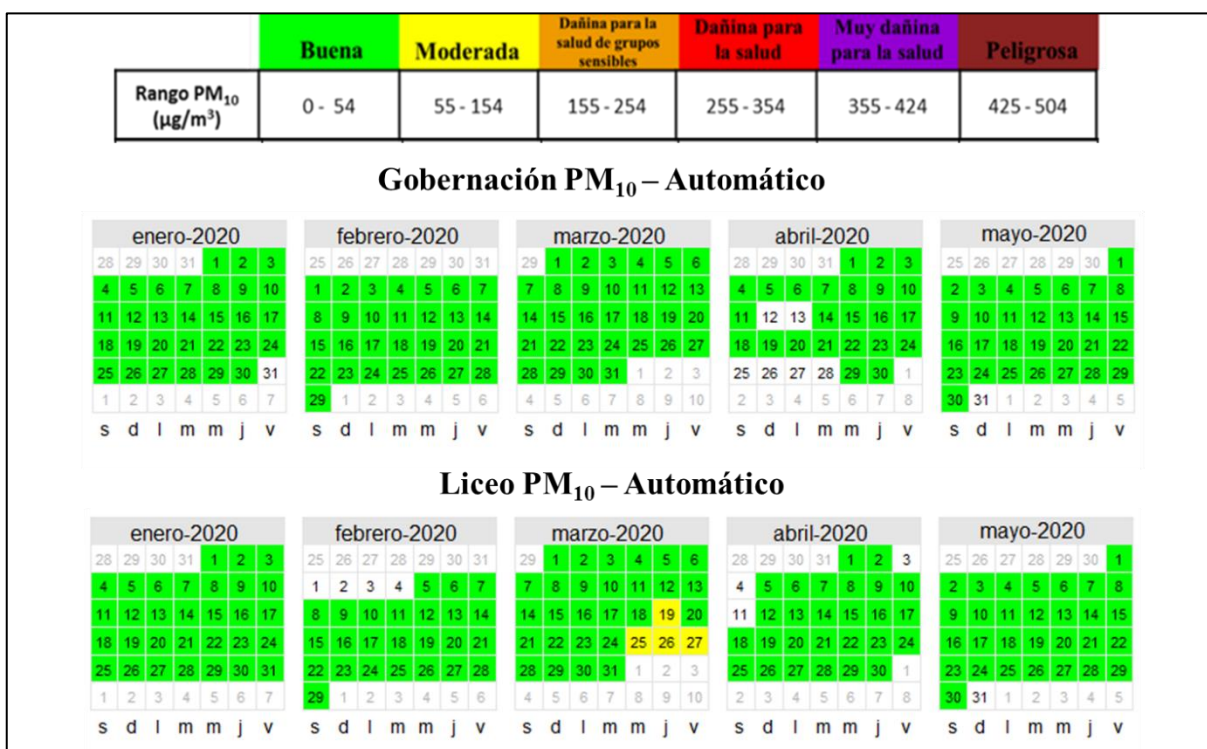 Buena Moderada Dañina para la salud de grupos sensibles Dañina para la salud Muy dañina para la salud Peligrosa
Rango PM₁₀ (µg/m³) 0 - 54 55 - 154 155 - 254 255 - 354 355 - 424 425 - 504
Gobernación PM₁₀ – Automático
enero-2020 febrero-2020 marzo-2020 abril-2020 mayo-2020
28 29 30 31 1 2 3 25 26 27 28 29 30 31 29 1 2 3 4 5 6 28 29 30 31 1 2 3 25 26 27 28 29 30 1
4 5 6 7 8 9 10 1 2 3 4 5 6 7 7 8 9 10 11 12 13 4 5 6 7 8 9 10 2 3 4 5 6 7 8
11 12 13 14 15 16 17 8 9 10 11 12 13 14 14 15 16 17 18 19 20 11 12 13 14 15 16 17 9 10 11 12 13 14 15
18 19 20 21 22 23 24 15 16 17 18 19 20 21 21 22 23 24 25 26 27 18 19 20 21 22 23 24 16 17 18 19 20 21 22
25 26 27 28 29 30 31 22 23 24 25 26 27 28 28 29 30 31 1 2 3 25 26 27 28 29 30 1 23 24 25 26 27 28 29
1 2 3 4 5 6 7 29 1 2 3 4 5 6 4 5 6 7 8 9 10 2 3 4 5 6 7 8 30 31 1 2 3 4 5
s d l m m j v s d l m m j v s d l m m j v s d l m m j v s d l m m j v
Liceo PM₁₀ – Automático
enero-2020 febrero-2020 marzo-2020 abril-2020 mayo-2020
28 29 30 31 1 2 3 25 26 27 28 29 30 31 29 1 2 3 4 5 6 28 29 30 31 1 2 3 25 26 27 28 29 30 1
4 5 6 7 8 9 10 1 2 3 4 5 6 7 7 8 9 10 11 12 13 4 5 6 7 8 9 10 2 3 4 5 6 7 8
11 12 13 14 15 16 17 8 9 10 11 12 13 14 14 15 16 17 18 19 20 11 12 13 14 15 16 17 9 10 11 12 13 14 15
18 19 20 21 22 23 24 15 16 17 18 19 20 21 21 22 23 24 25 26 27 18 19 20 21 22 23 24 16 17 18 19 20 21 22
25 26 27 28 29 30 31 22 23 24 25 26 27 28 28 29 30 31 1 2 3 25 26 27 28 29 30 1 23 24 25 26 27 28 29
1 2 3 4 5 6 7 29 1 2 3 4 5 6 4 5 6 7 8 9 10 2 3 4 5 6 7 8 30 31 1 2 3 4 5
s d l m m j v s d l m m j v s d l m m j v s d l m m j v s d l m m j v